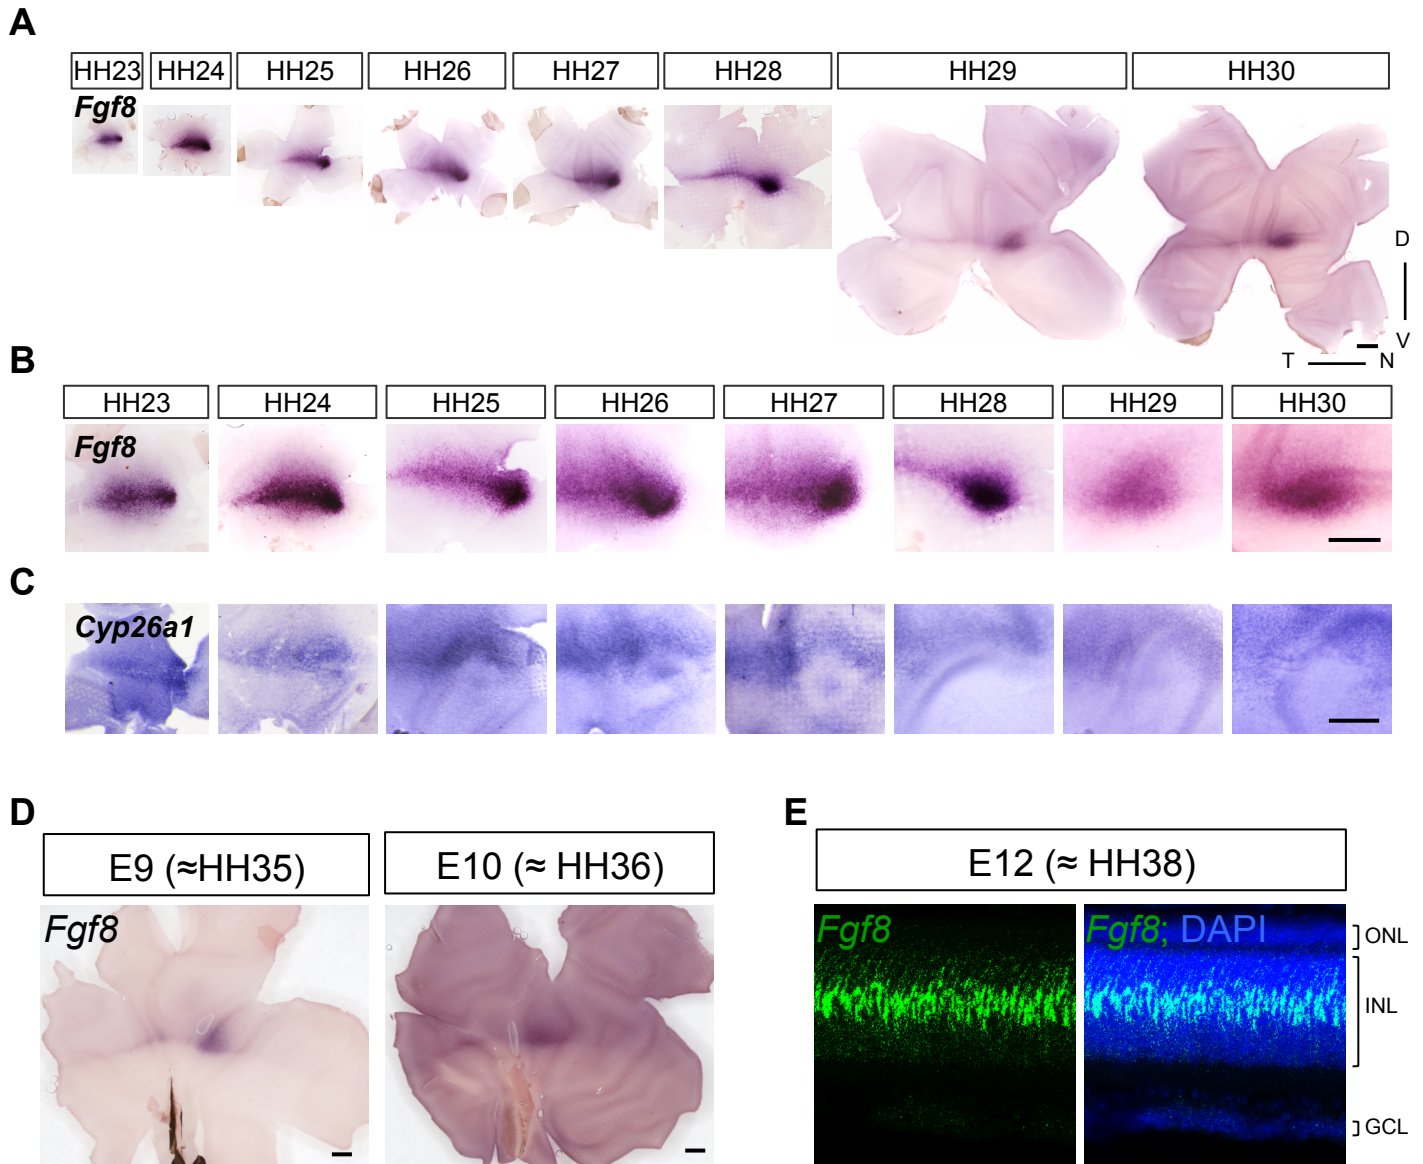 A
HH23 HH24 HH25 HH26 HH27 HH28 HH29 HH30
Fgf8
D
V
T N
B
HH23 HH24 HH25 HH26 HH27 HH28 HH29 HH30
Fgf8
C
Cyp26a1
D
E9 (≈HH35) E10 (≈ HH36)
Fgf8
E
E12 (≈ HH38)
Fgf8 Fgf8; DAPI
ONL
INL
GCL